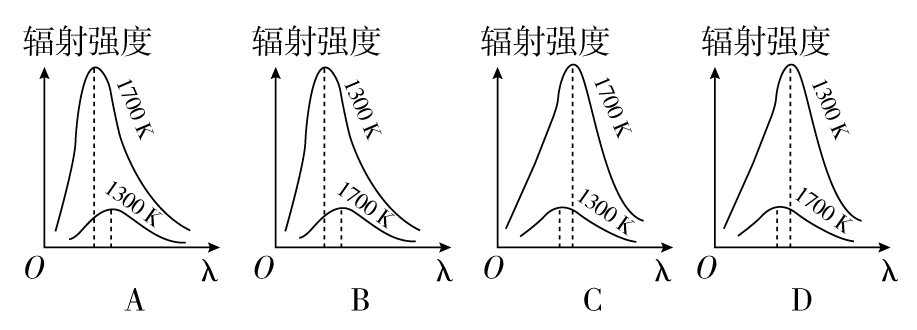 辐射强度 辐射强度 辐射强度 辐射强度
1700 K 1300 K 1700 K 1300 K
1300 K 1700 K 1300 K 1700 K
O λ O λ O λ O λ
A B C D